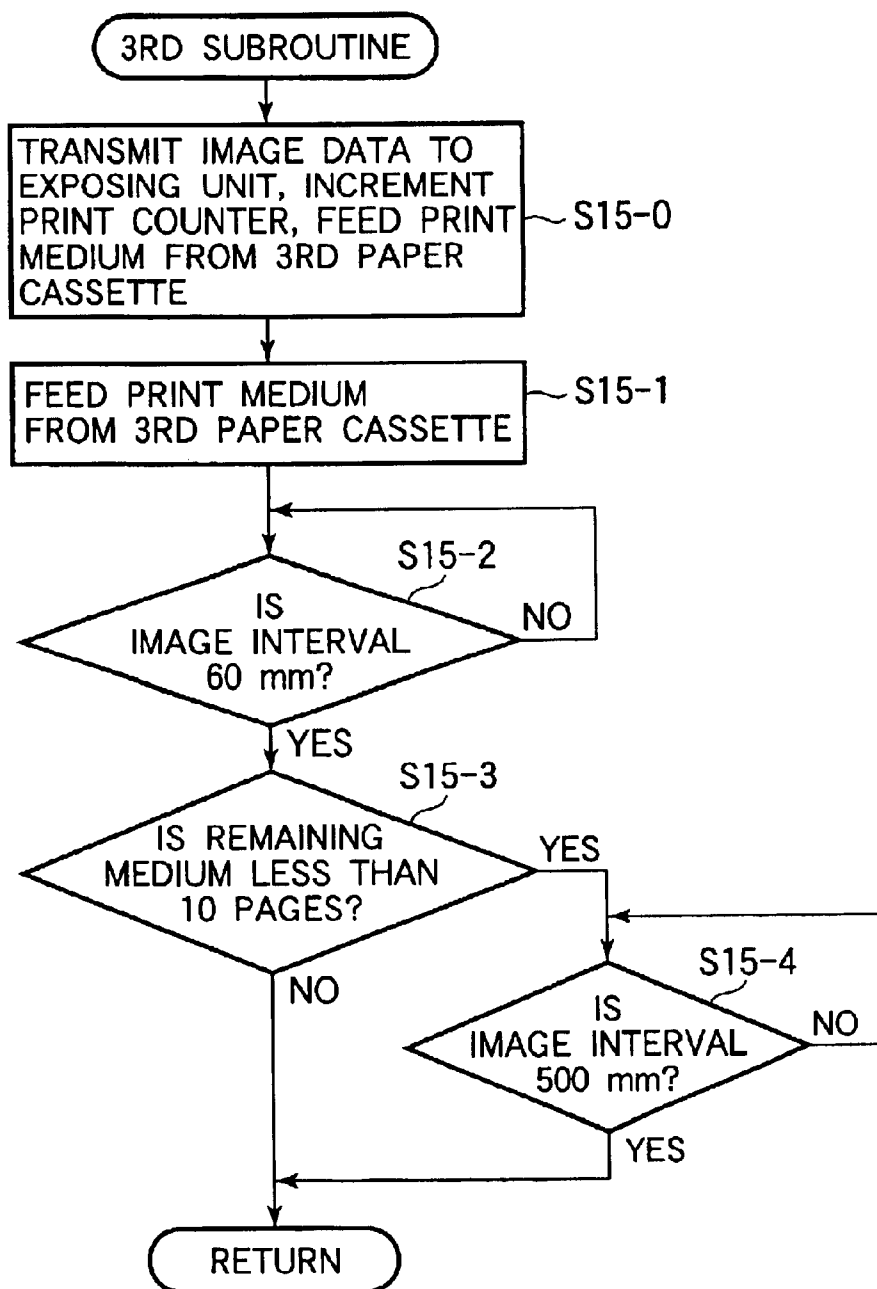 3RD SUBROUTINE
TRANSMIT IMAGE DATA TO
EXPOSING UNIT, INCREMENT
PRINT COUNTER, FEED PRINT
MEDIUM FROM 3RD PAPER
CASSETTE
S15-0
FEED PRINT MEDIUM
FROM 3RD PAPER CASSETTE
S15-1
S15-2
IS
IMAGE INTERVAL
60 mm?
NO
YES
S15-3
IS REMAINING
MEDIUM LESS THAN
10 PAGES?
YES
NO
S15-4
IS
IMAGE INTERVAL
500 mm?
NO
YES
RETURN